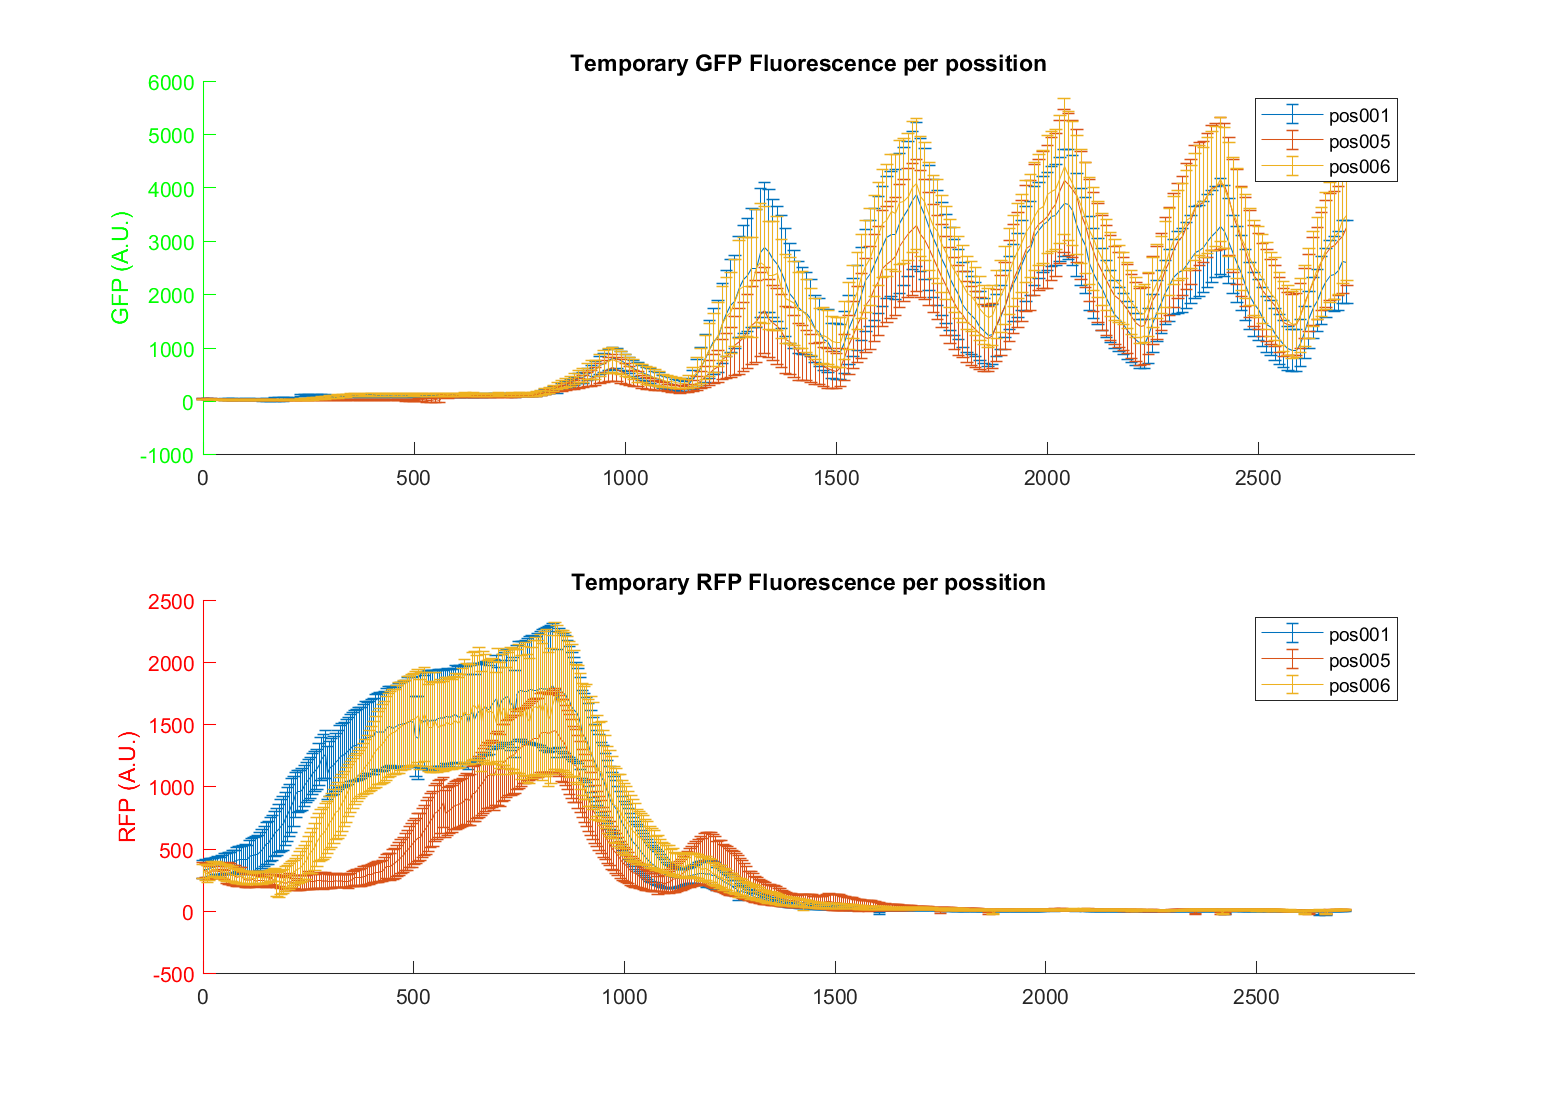 Temporary GFP Fluorescence per possition
6000
5000
4000
3000
2000
1000
0
-1000
GFP (A.U.)
0 500 1000 1500 2000 2500
pos001
pos005
pos006
Temporary RFP Fluorescence per possition
2500
2000
1500
1000
500
0
-500
RFP (A.U.)
0 500 1000 1500 2000 2500
pos001
pos005
pos006